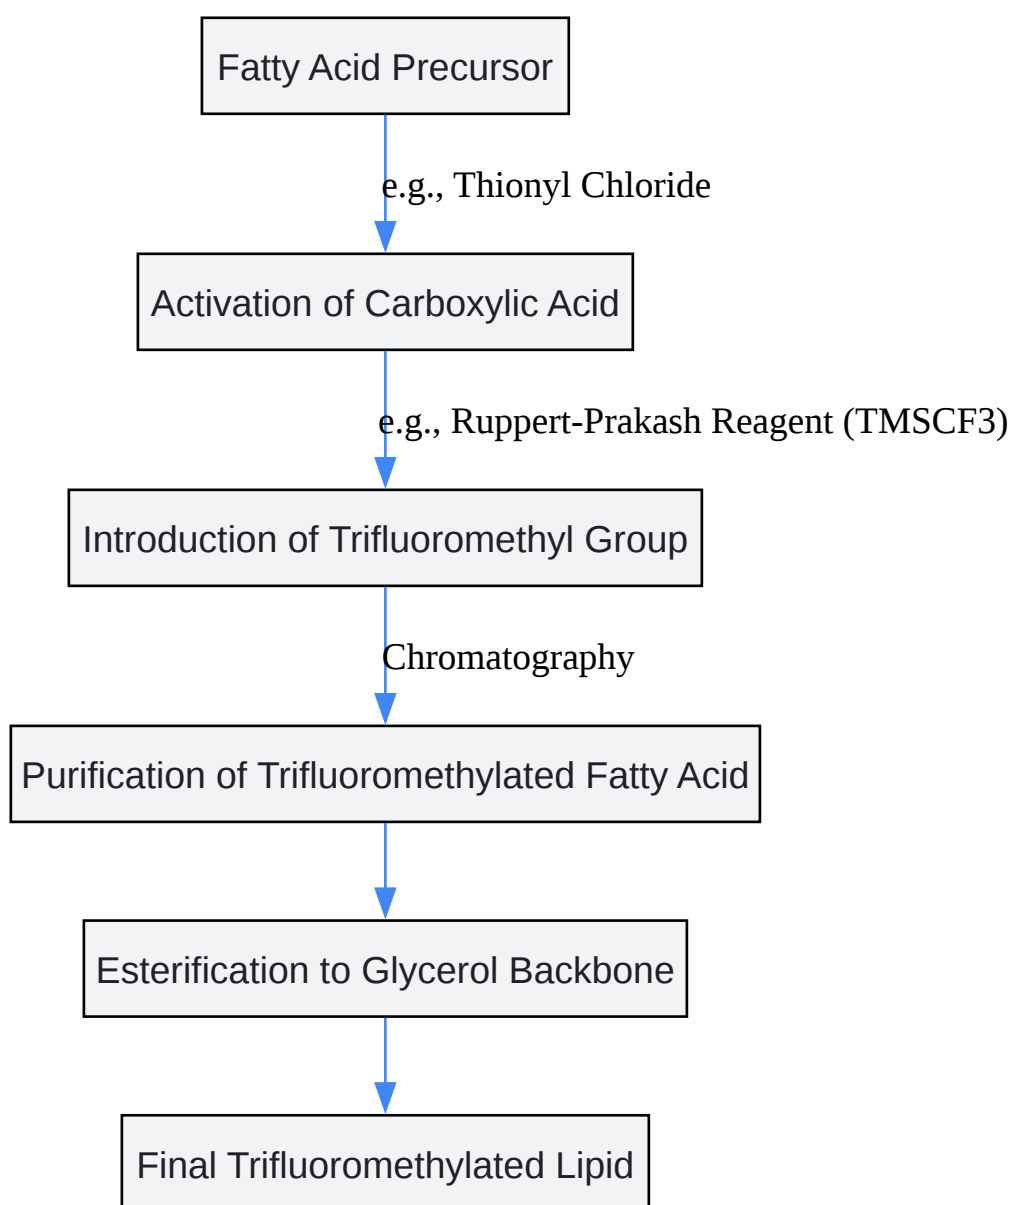 Fatty Acid Precursor
e.g., Thionyl Chloride
Activation of Carboxylic Acid
e.g., Ruppert-Prakash Reagent (TMSCF3)
Introduction of Trifluoromethyl Group
Chromatography
Purification of Trifluoromethylated Fatty Acid
Esterification to Glycerol Backbone
Final Trifluoromethylated Lipid